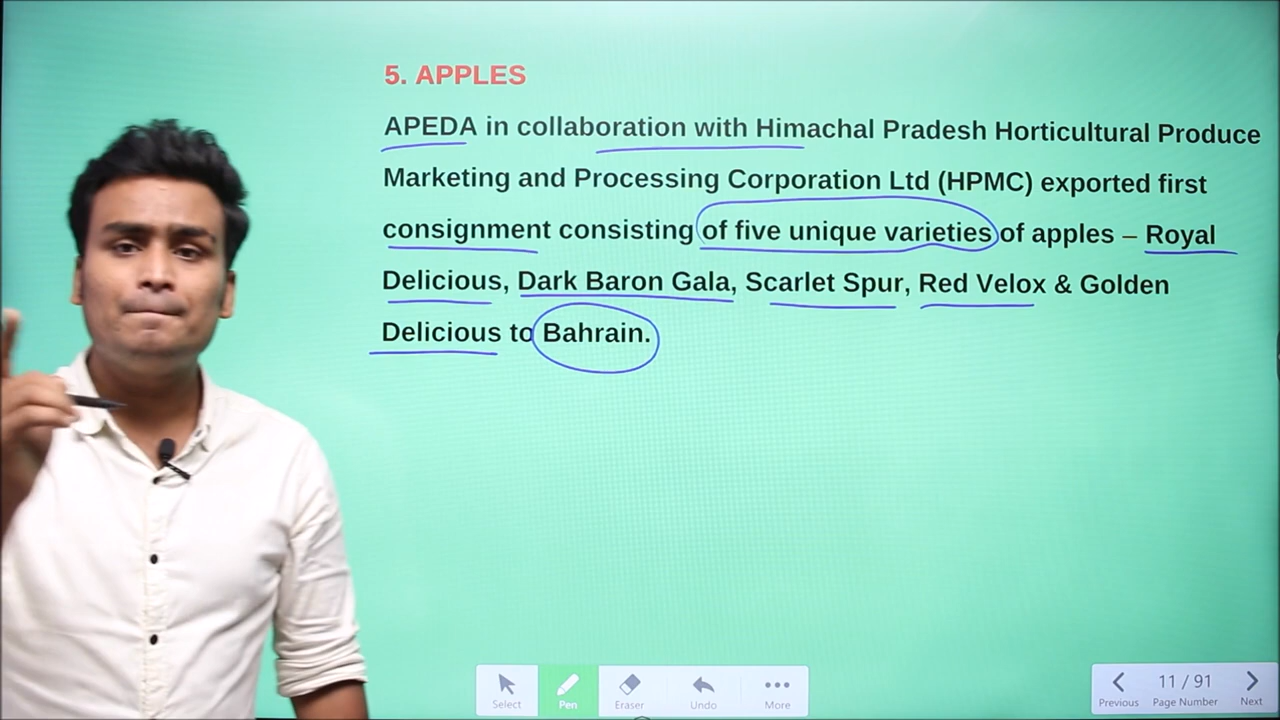 5. APPLES
APEDA in collaboration with Himachal Pradesh Horticultural Produce
Marketing and Processing Corporation Ltd (HPMC) exported first
consignment consisting of five unique varieties of apples – Royal
Delicious, Dark Baron Gala, Scarlet Spur, Red Velox & Golden
Delicious to Bahrain.
Select Pen Eraser Undo More
Previous 11 / 91 Page Number Next